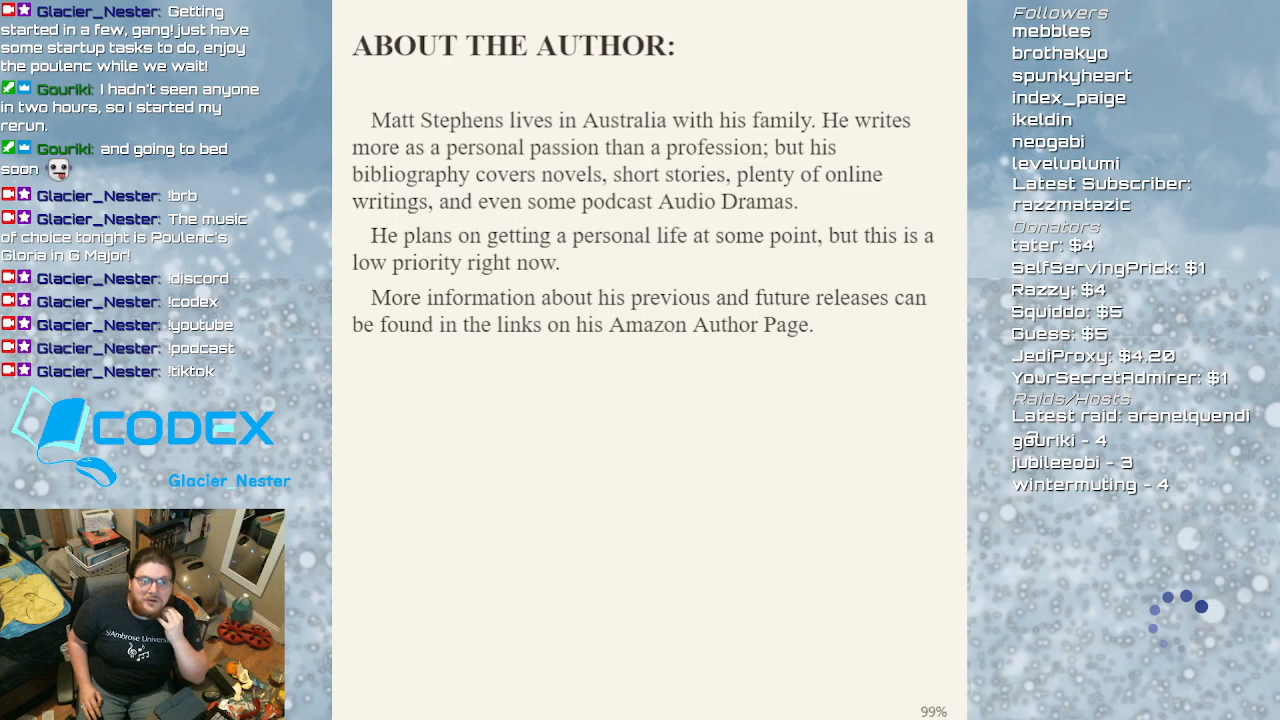 Glacier_Nester: Getting
started in a few, gang! just have
some startup tasks to do, enjoy
the poulenc while we wait!
Gouriki: I hadn't seen anyone
in two hours, so I started my
rerun.
Gouriki: and going to bed
soon
Glacier_Nester: !brb
Glacier_Nester: The music
of choice tonight is Poulenc's
Gloria in G Major!
Glacier_Nester: !discord
Glacier_Nester: !codex
Glacier_Nester: !youtube
Glacier_Nester: !podcast
Glacier_Nester: !tiktok
CODEX
Glacier_Nester
ABOUT THE AUTHOR:
Matt Stephens lives in Australia with his family. He writes
more as a personal passion than a profession; but his
bibliography covers novels, short stories, plenty of online
writings, and even some podcast Audio Dramas.
He plans on getting a personal life at some point, but this is a
low priority right now.
More information about his previous and future releases can
be found in the links on his Amazon Author Page.
99%
Followers
mebbles
brothakyo
spunkyheart
index_paige
ikeldin
neogabi
leveluolumi
Latest Subscriber:
razzmatazic
Donators
tater: $4
SelfServingPrick: $1
Razzy: $4
Squiddo: $5
Guess: $5
JediProxy: $4.20
YourSecretAdmirer: $1
Raids/Hosts
Latest raid: aranelquendi
gouriki - 4
jubileeobi - 3
wintermuting - 4